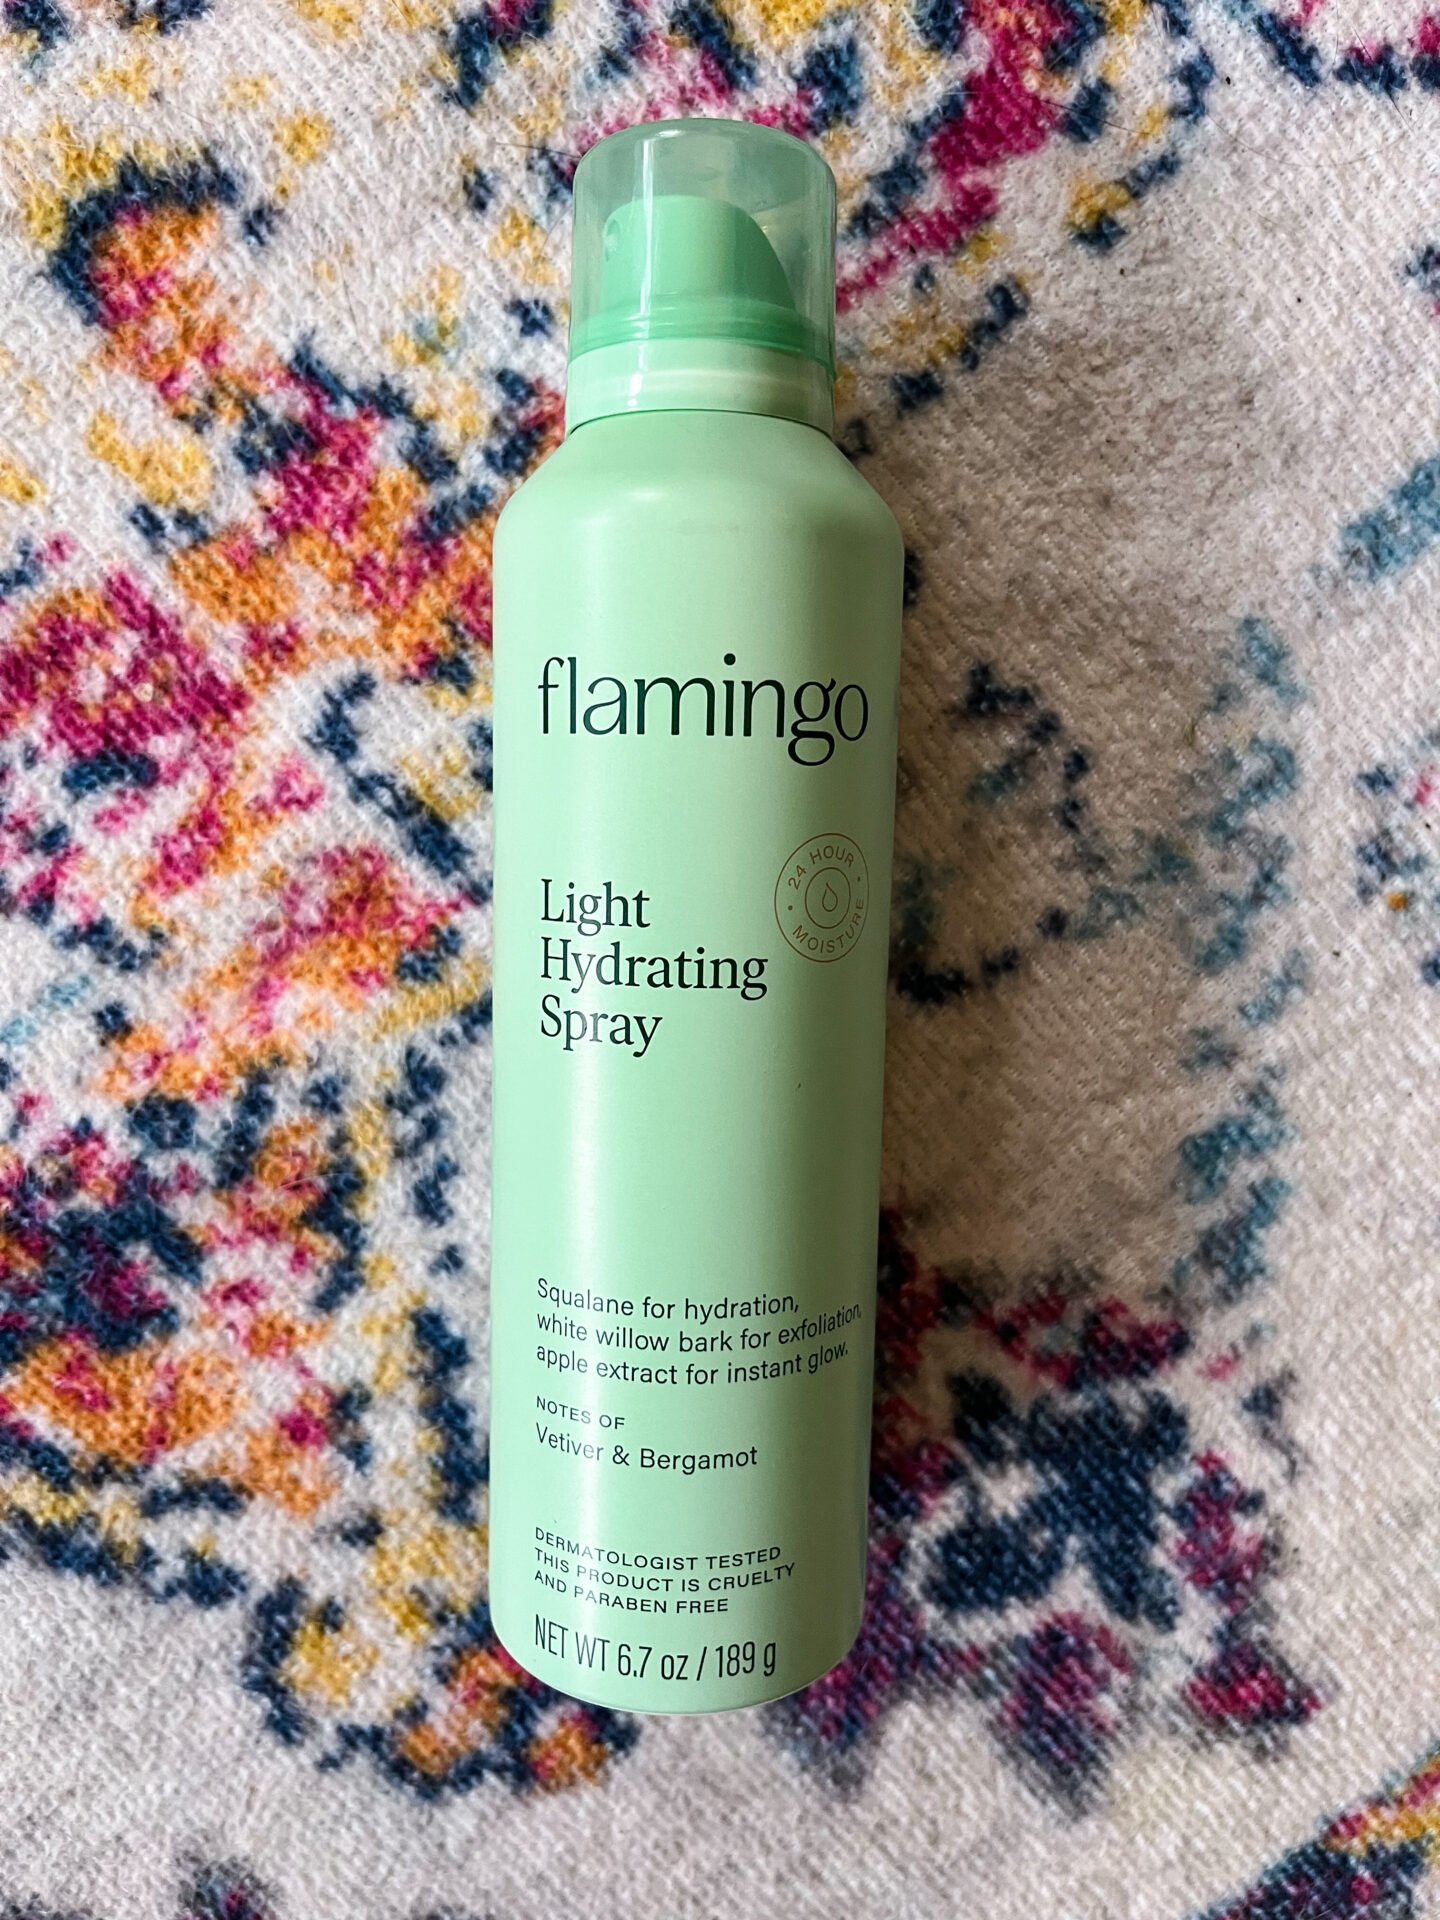 flamingo
24 HOUR
MOISTURE
Light
Hydrating
Spray
Squalane for hydration,
white willow bark for exfoliation,
apple extract for instant glow.
NOTES OF
Vetiver & Bergamot
DERMATOLOGIST TESTED
THIS PRODUCT IS CRUELTY
AND PARABEN FREE
NET WT 6.7 oz / 189 g